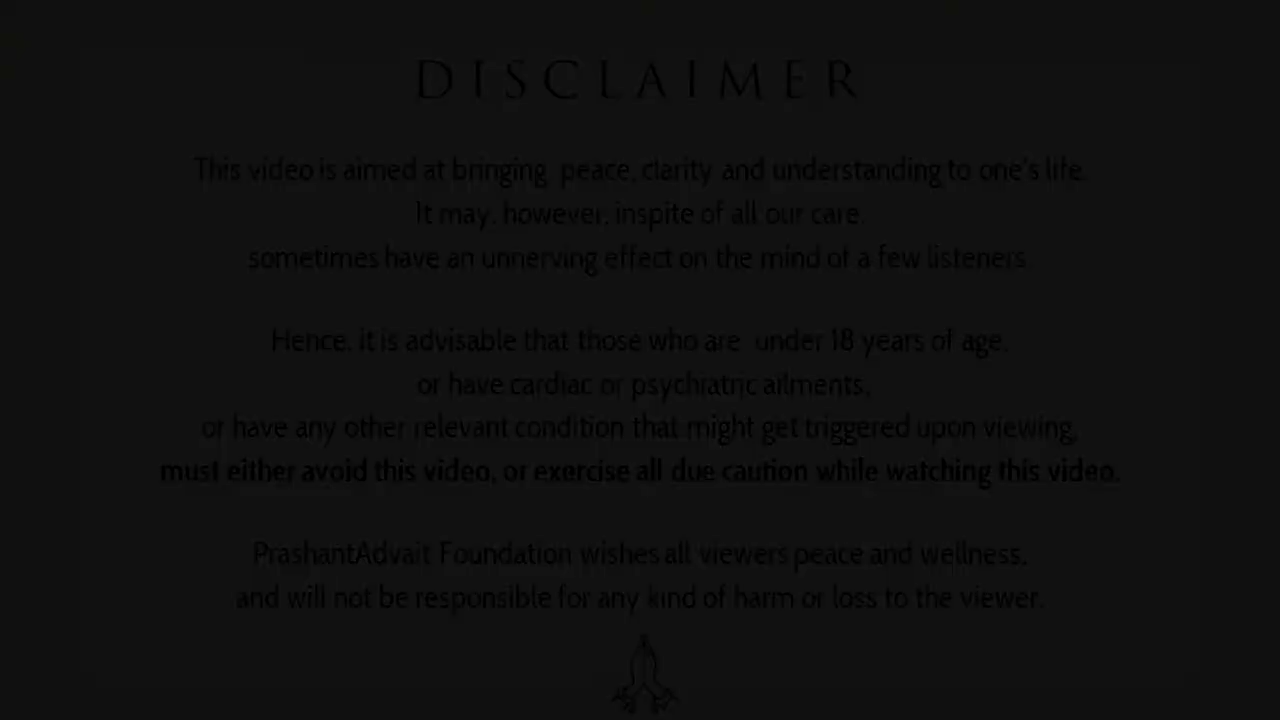 DISCLAIMER
This video is aimed at bringing peace, clarity and understanding to one's life.
It may, however, inspite of all our care,
sometimes have an unnerving effect on the mind of a few listeners.
Hence, it is advisable that those who are under 18 years of age,
or have cardiac or psychiatric ailments,
or have any other relevant condition that might get triggered upon viewing,
must either avoid this video, or exercise all due caution while watching this video.
PrashantAdvait Foundation wishes all viewers peace and wellness,
and will not be responsible for any kind of harm or loss to the viewer.